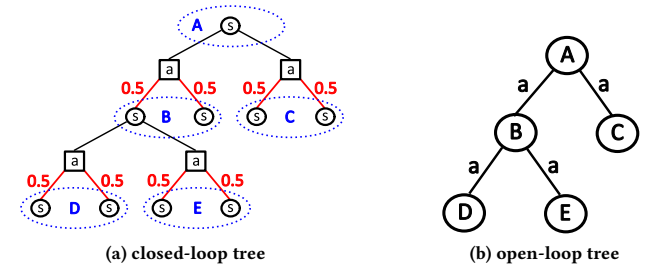 A s
A
a a
a a
0.5 0.5 0.5 0.5
s B s s C s
B C
a a
a a
0.5 0.5 0.5 0.5
s D s s E s
D E
(a) closed-loop tree (b) open-loop tree